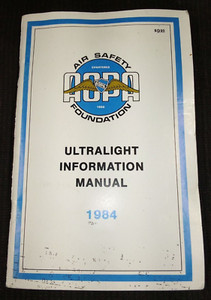 AIR SAFETY
AOPA
FOUNDATION
ULTRALIGHT
INFORMATION
MANUAL
1984